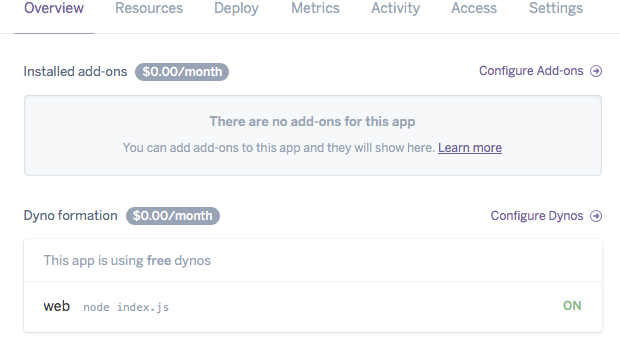 Overview Resources Deploy Metrics Activity Access Settings
Installed add-ons $0.00/month Configure Add-ons
There are no add-ons for this app
You can add add-ons to this app and they will show here. Learn more
Dyno formation $0.00/month Configure Dynos
This app is using free dynos
web node index.js ON